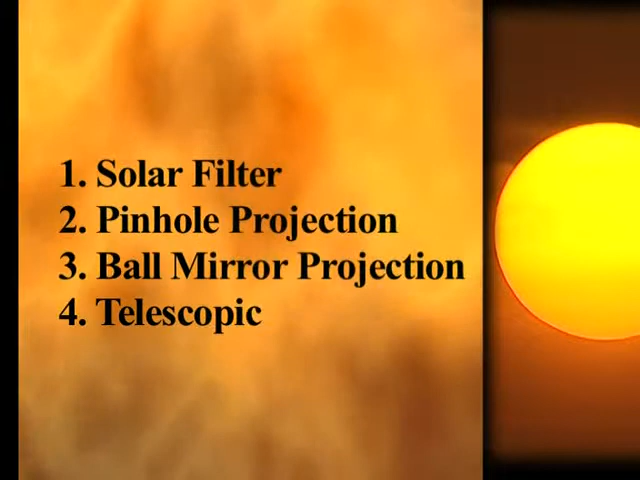 1. Solar Filter
2. Pinhole Projection
3. Ball Mirror Projection
4. Telescopic